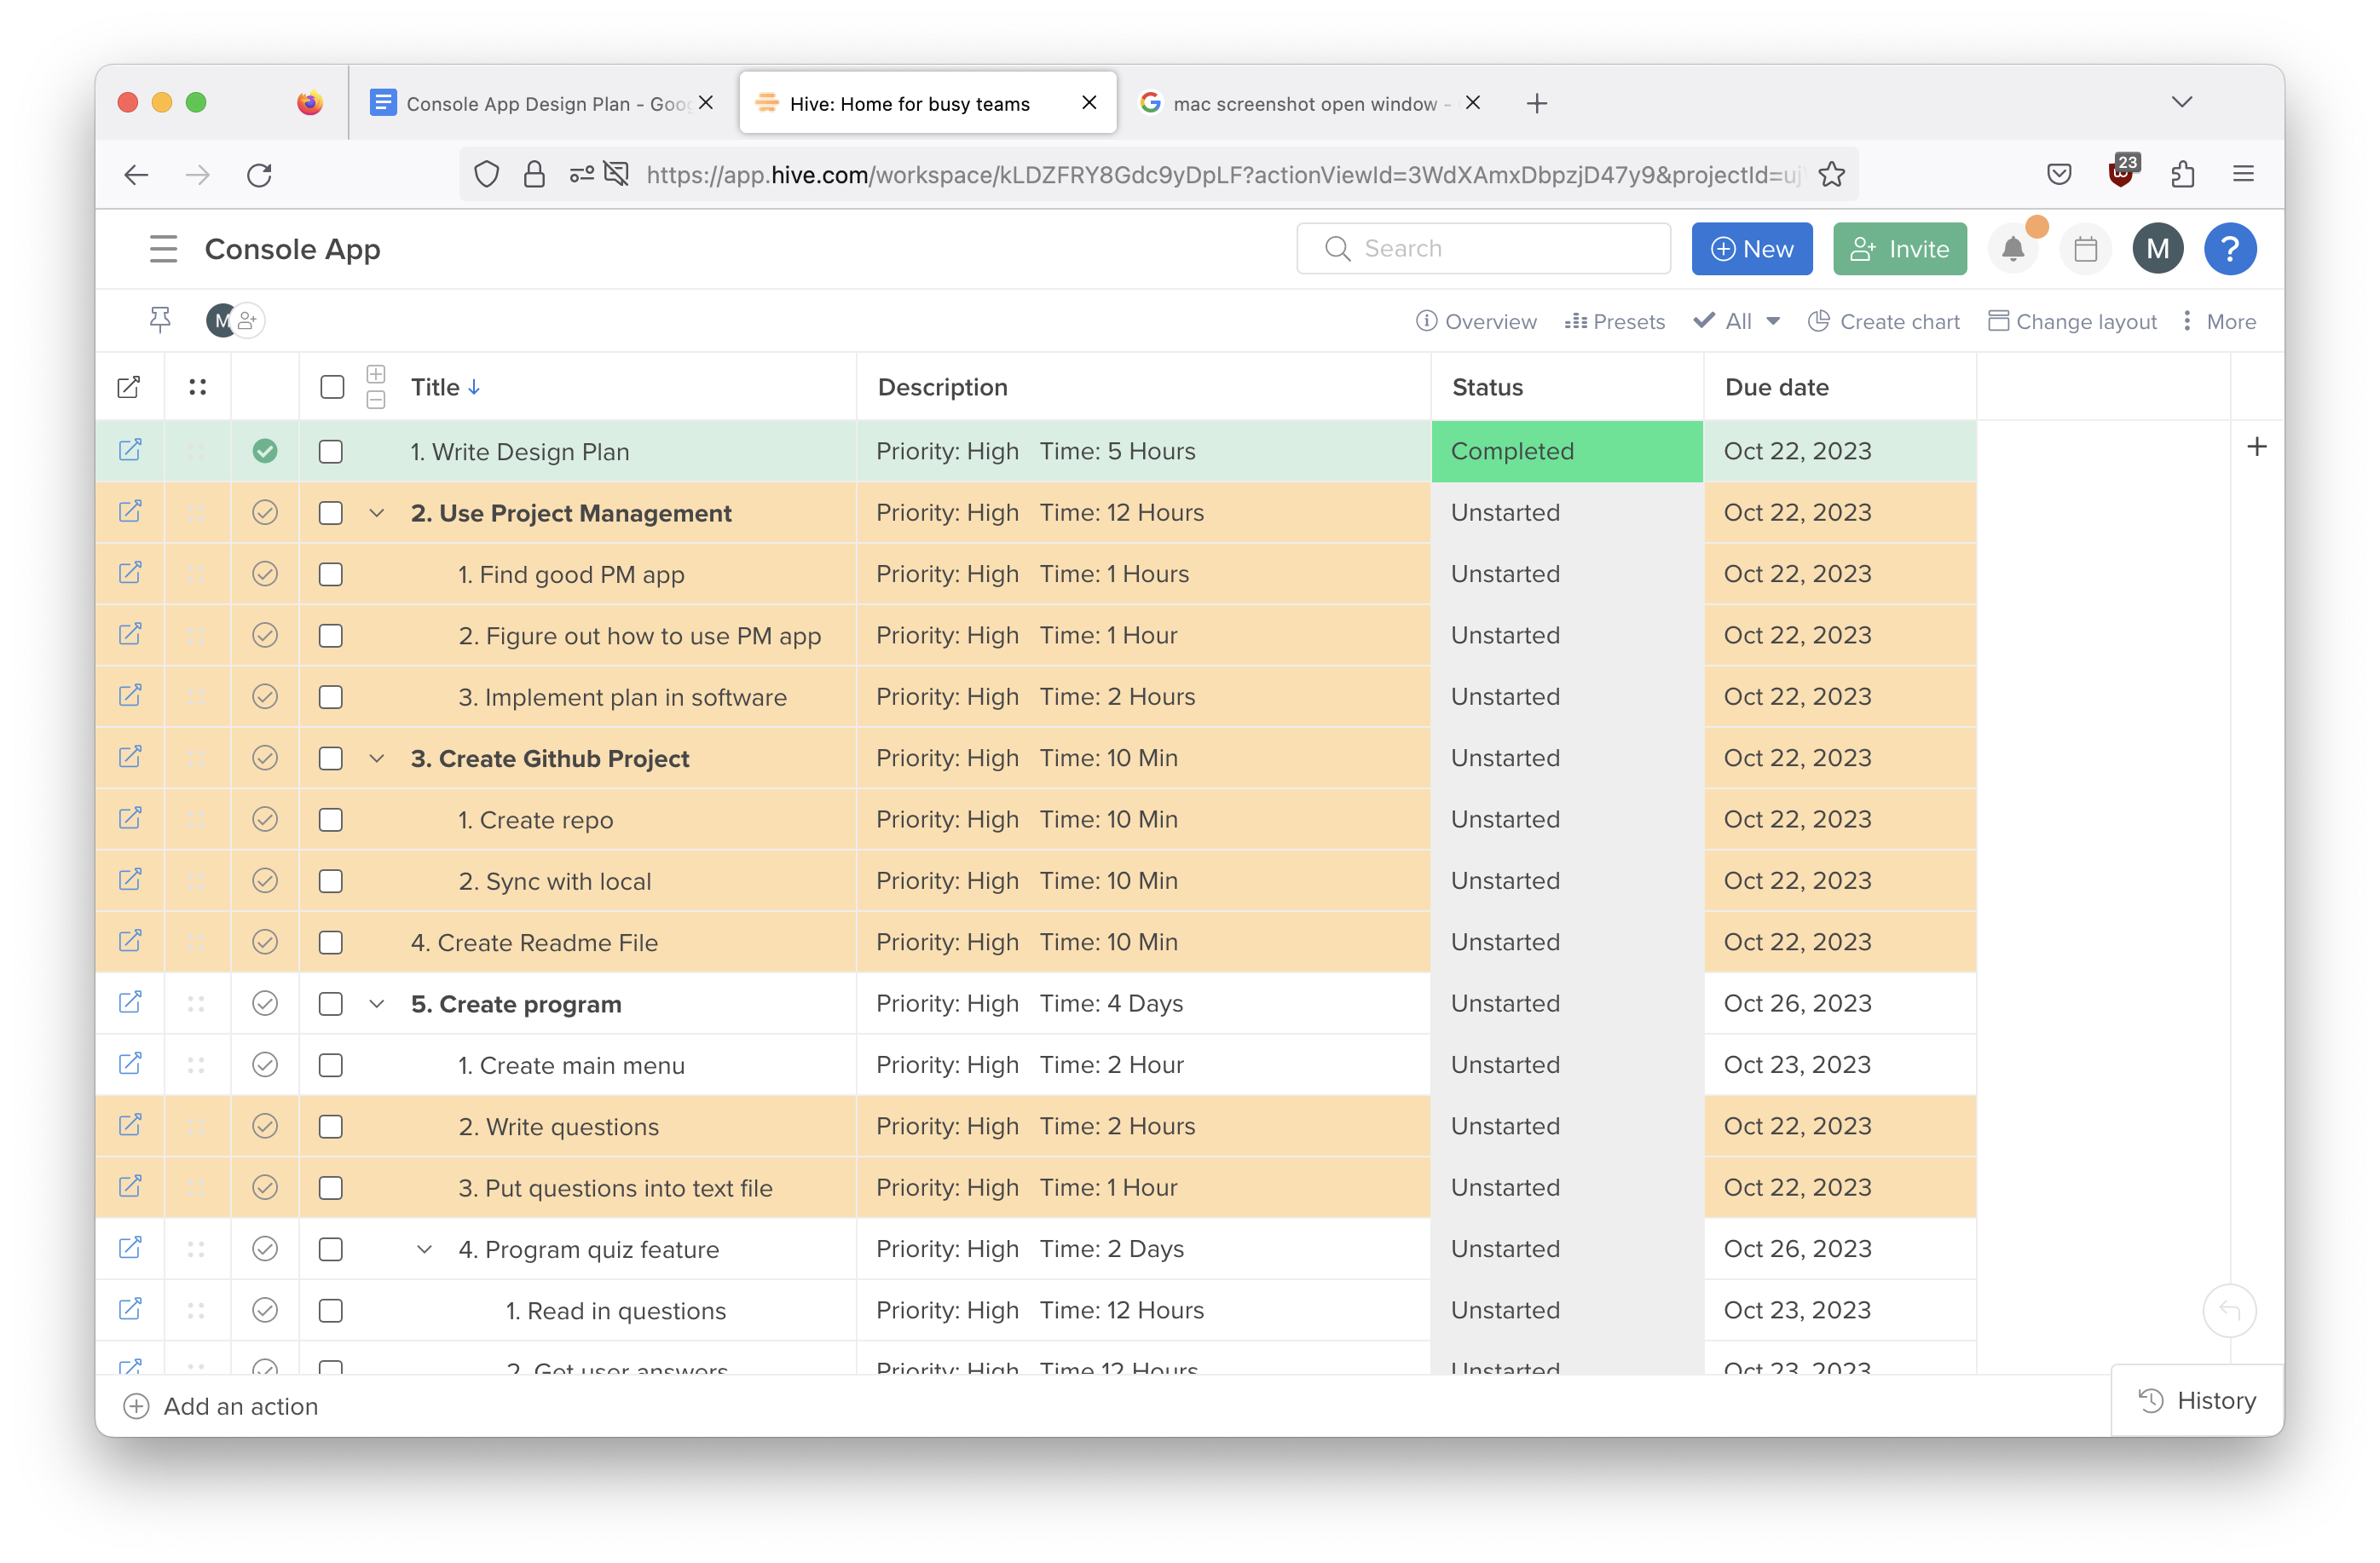 Console App Design Plan - Goo
Hive: Home for busy teams
mac screenshot open window -
https://app.hive.com/workspace/kLDZFRY8Gdc9yDpLF?actionViewId=3WdXAmxDbpzjD47y9&projectId=uj
23
Console App
Search
New
Invite
M
?
M
Overview
Presets
All
Create chart
Change layout
More
Title Description Status Due date
1. Write Design Plan Priority: High Time: 5 Hours Completed Oct 22, 2023
2. Use Project Management Priority: High Time: 12 Hours Unstarted Oct 22, 2023
1. Find good PM app Priority: High Time: 1 Hours Unstarted Oct 22, 2023
2. Figure out how to use PM app Priority: High Time: 1 Hour Unstarted Oct 22, 2023
3. Implement plan in software Priority: High Time: 2 Hours Unstarted Oct 22, 2023
3. Create Github Project Priority: High Time: 10 Min Unstarted Oct 22, 2023
1. Create repo Priority: High Time: 10 Min Unstarted Oct 22, 2023
2. Sync with local Priority: High Time: 10 Min Unstarted Oct 22, 2023
4. Create Readme File Priority: High Time: 10 Min Unstarted Oct 22, 2023
5. Create program Priority: High Time: 4 Days Unstarted Oct 26, 2023
1. Create main menu Priority: High Time: 2 Hour Unstarted Oct 23, 2023
2. Write questions Priority: High Time: 2 Hours Unstarted Oct 22, 2023
3. Put questions into text file Priority: High Time: 1 Hour Unstarted Oct 22, 2023
4. Program quiz feature Priority: High Time: 2 Days Unstarted Oct 26, 2023
1. Read in questions Priority: High Time: 12 Hours Unstarted Oct 23, 2023
2. Get user answers Priority: High Time 12 Hours Unstarted Oct 23, 2023
Add an action
History